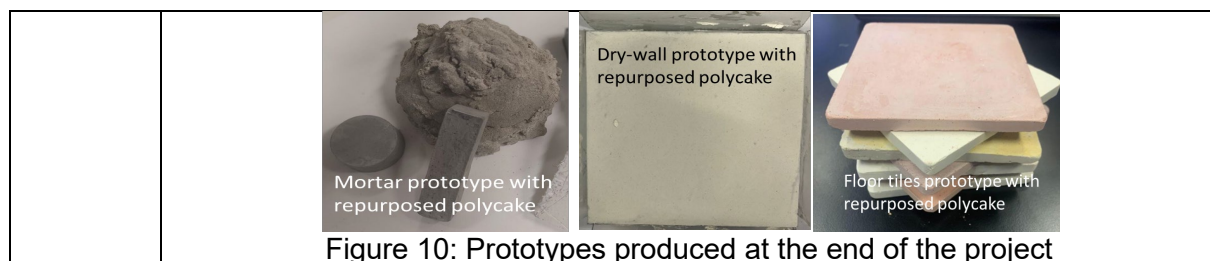 Mortar prototype with
repurposed polycake
Dry-wall prototype with
repurposed polycake
Floor tiles prototype with
repurposed polycake
Figure 10: Prototypes produced at the end of the project